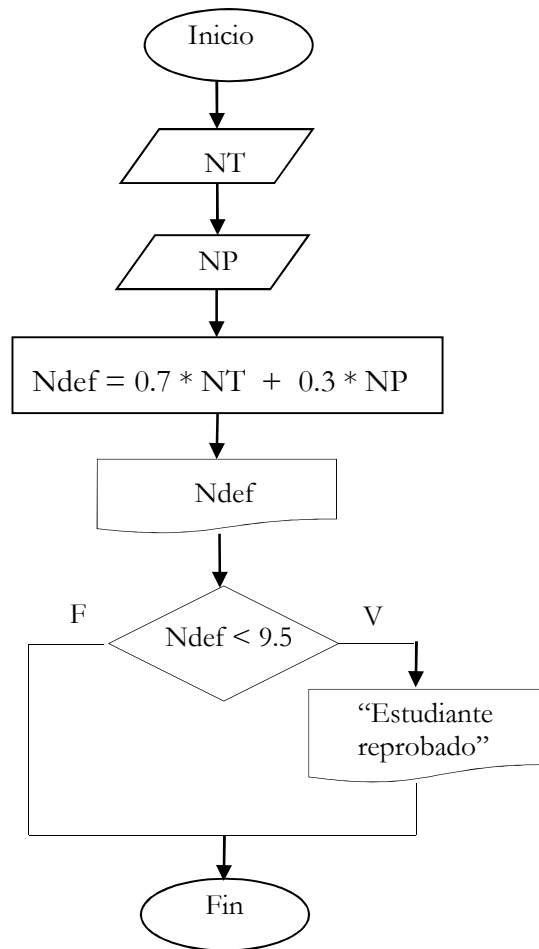 Inicio
NT
NP
Ndef = 0.7 * NT + 0.3 * NP
Ndef
F
V
Ndef < 9.5
“Estudiante
reprobado”
Fin